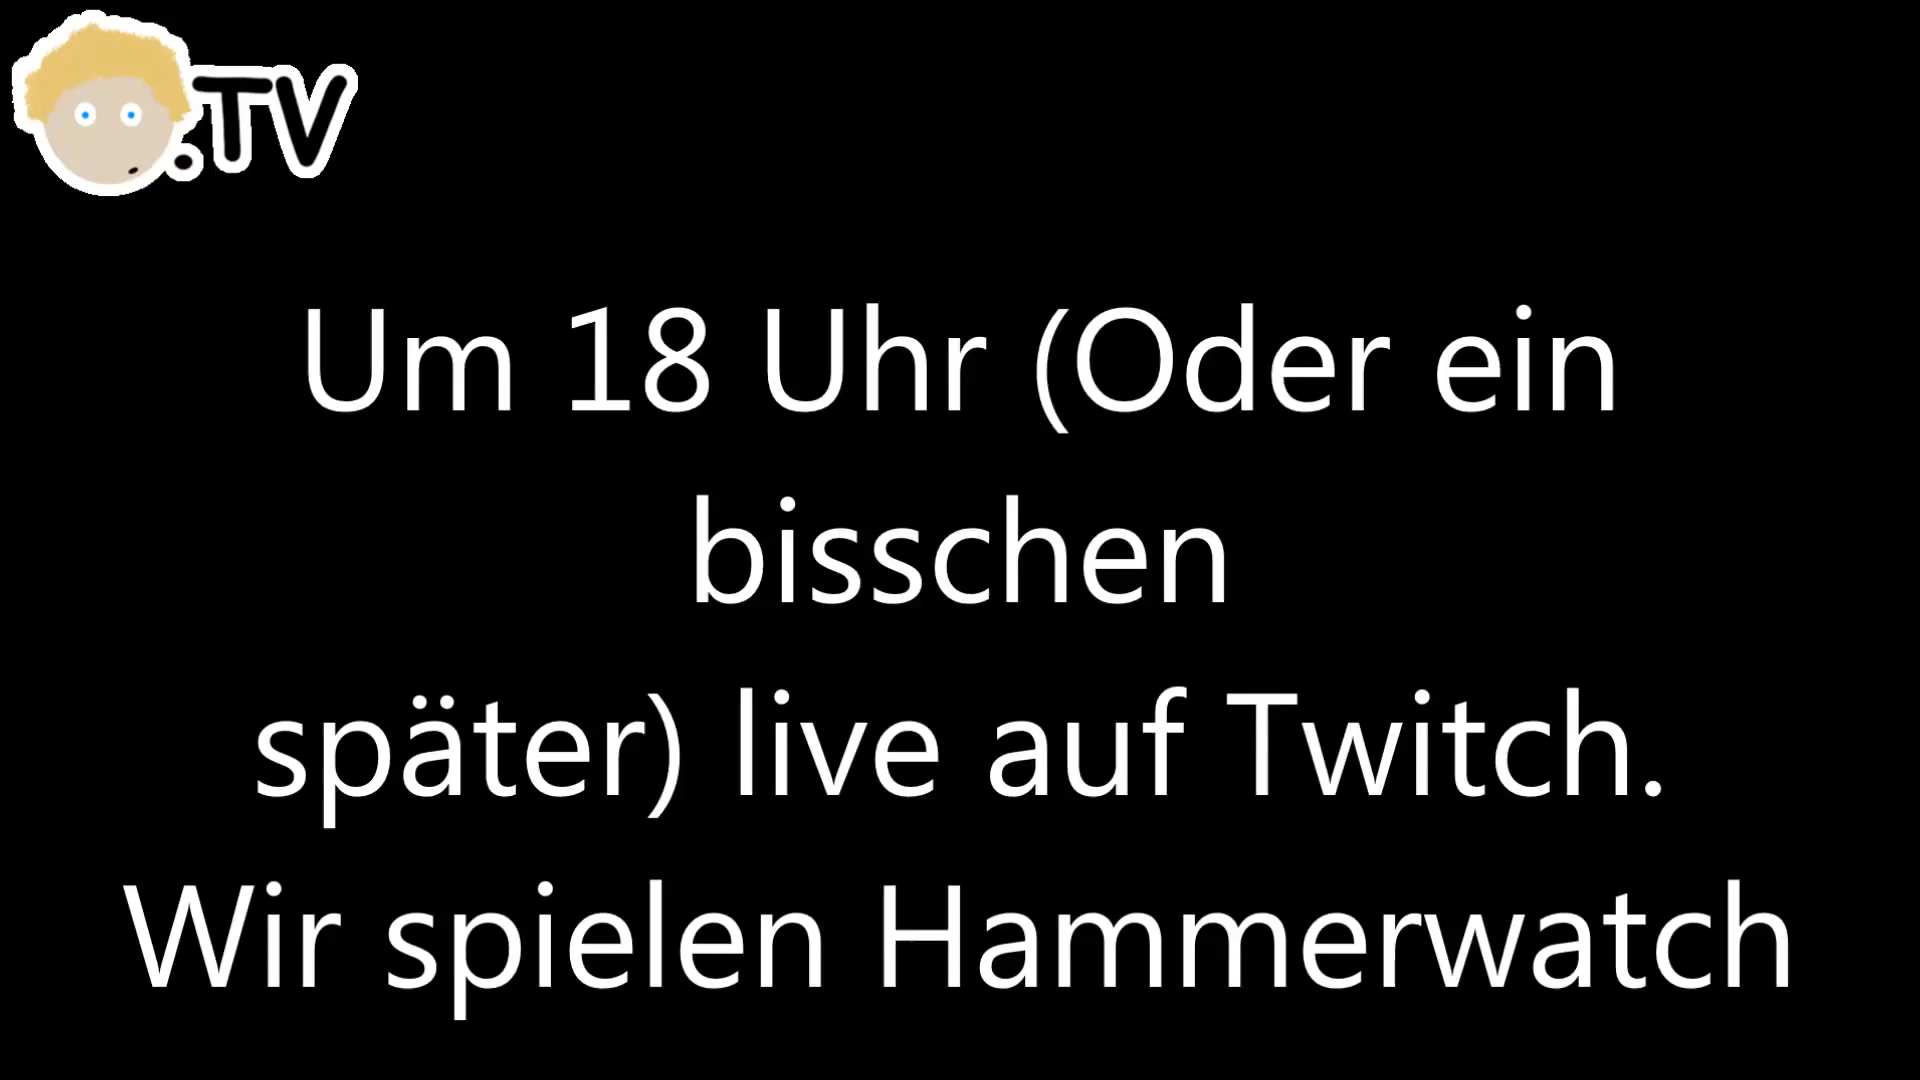 .TV
Um 18 Uhr (Oder ein
bisschen
später) live auf Twitch.
Wir spielen Hammerwatch